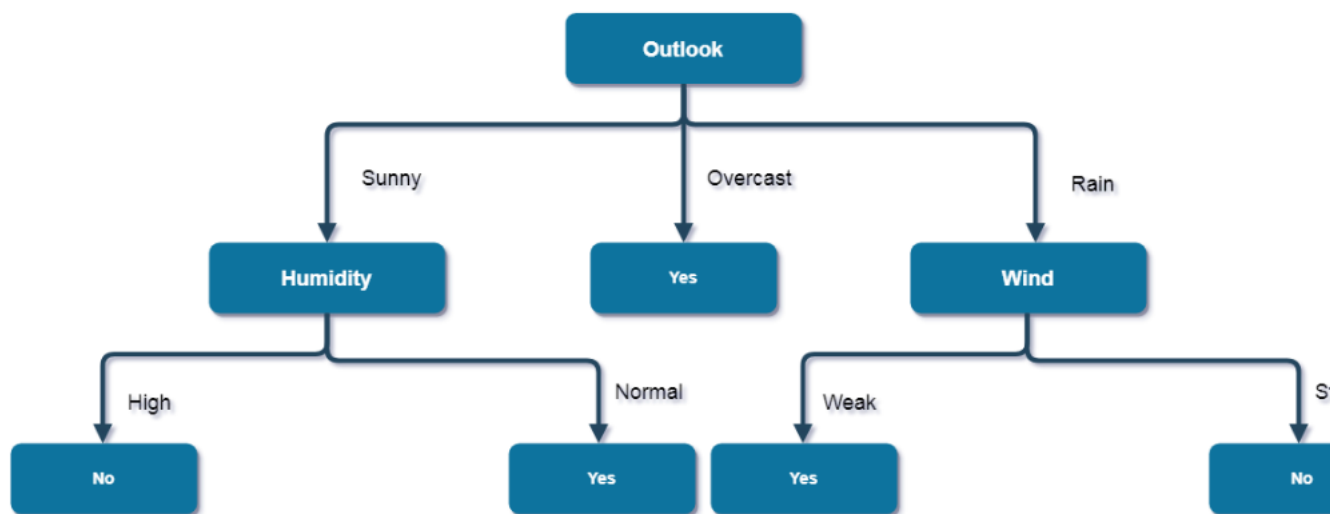 Outlook
Sunny
Overcast
Rain
Humidity
Yes
Wind
High
Normal
Weak
No
Yes
Yes
No